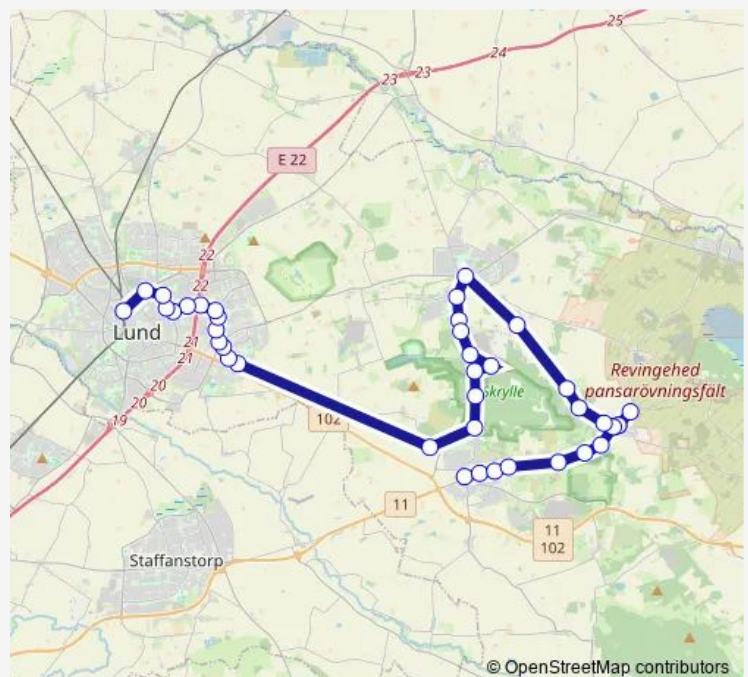 25
24
23
23
E 22
22
22
Lund
21
21
20
20
19
102
Skrylle
Revingehed
pansarövningsfält
11
11
102
Staffanstorp
© OpenStreetMap contributors